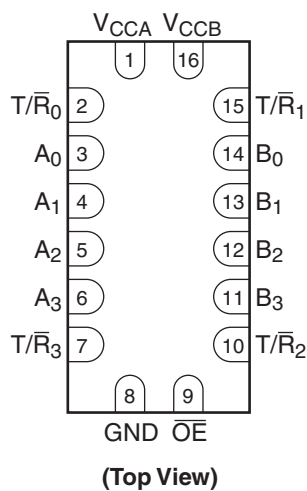 VCCA VCCB
1 16
T/R̅0 2 15 T/R̅1
A0 3 14 B0
A1 4 13 B1
A2 5 12 B2
A3 6 11 B3
T/R̅3 7 10 T/R̅2
8 9
GND O̅E̅
(Top View)